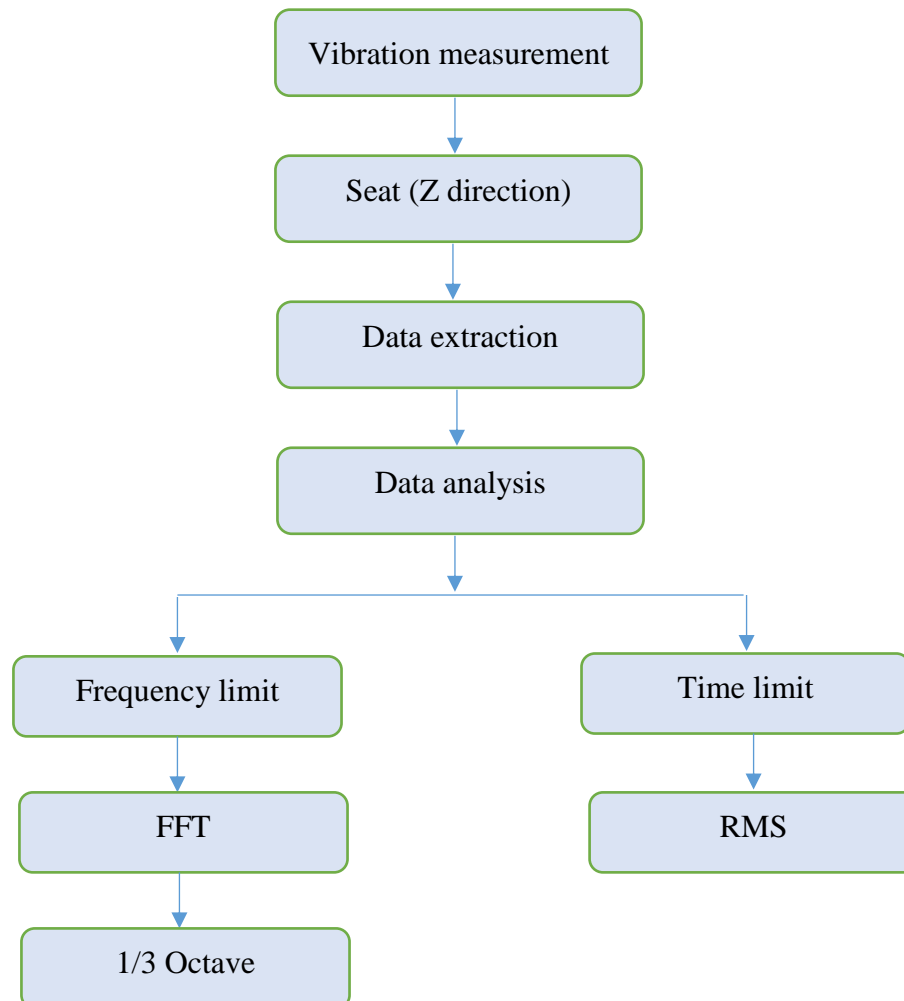 Vibration measurement
Seat (Z direction)
Data extraction
Data analysis
Frequency limit
Time limit
FFT
RMS
1/3 Octave